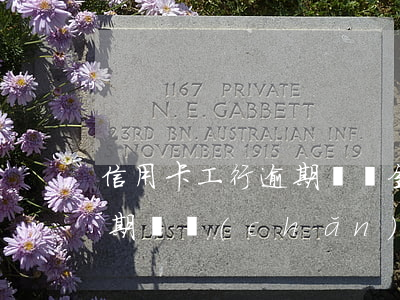 1167 PRIVATE
N. E. GABBETT
23RD BN. AUSTRALIAN INF.
NOVEMBER 1915 AGE 19
信用卡工行逾期
期 (chǎn)
LEST WE FORGET